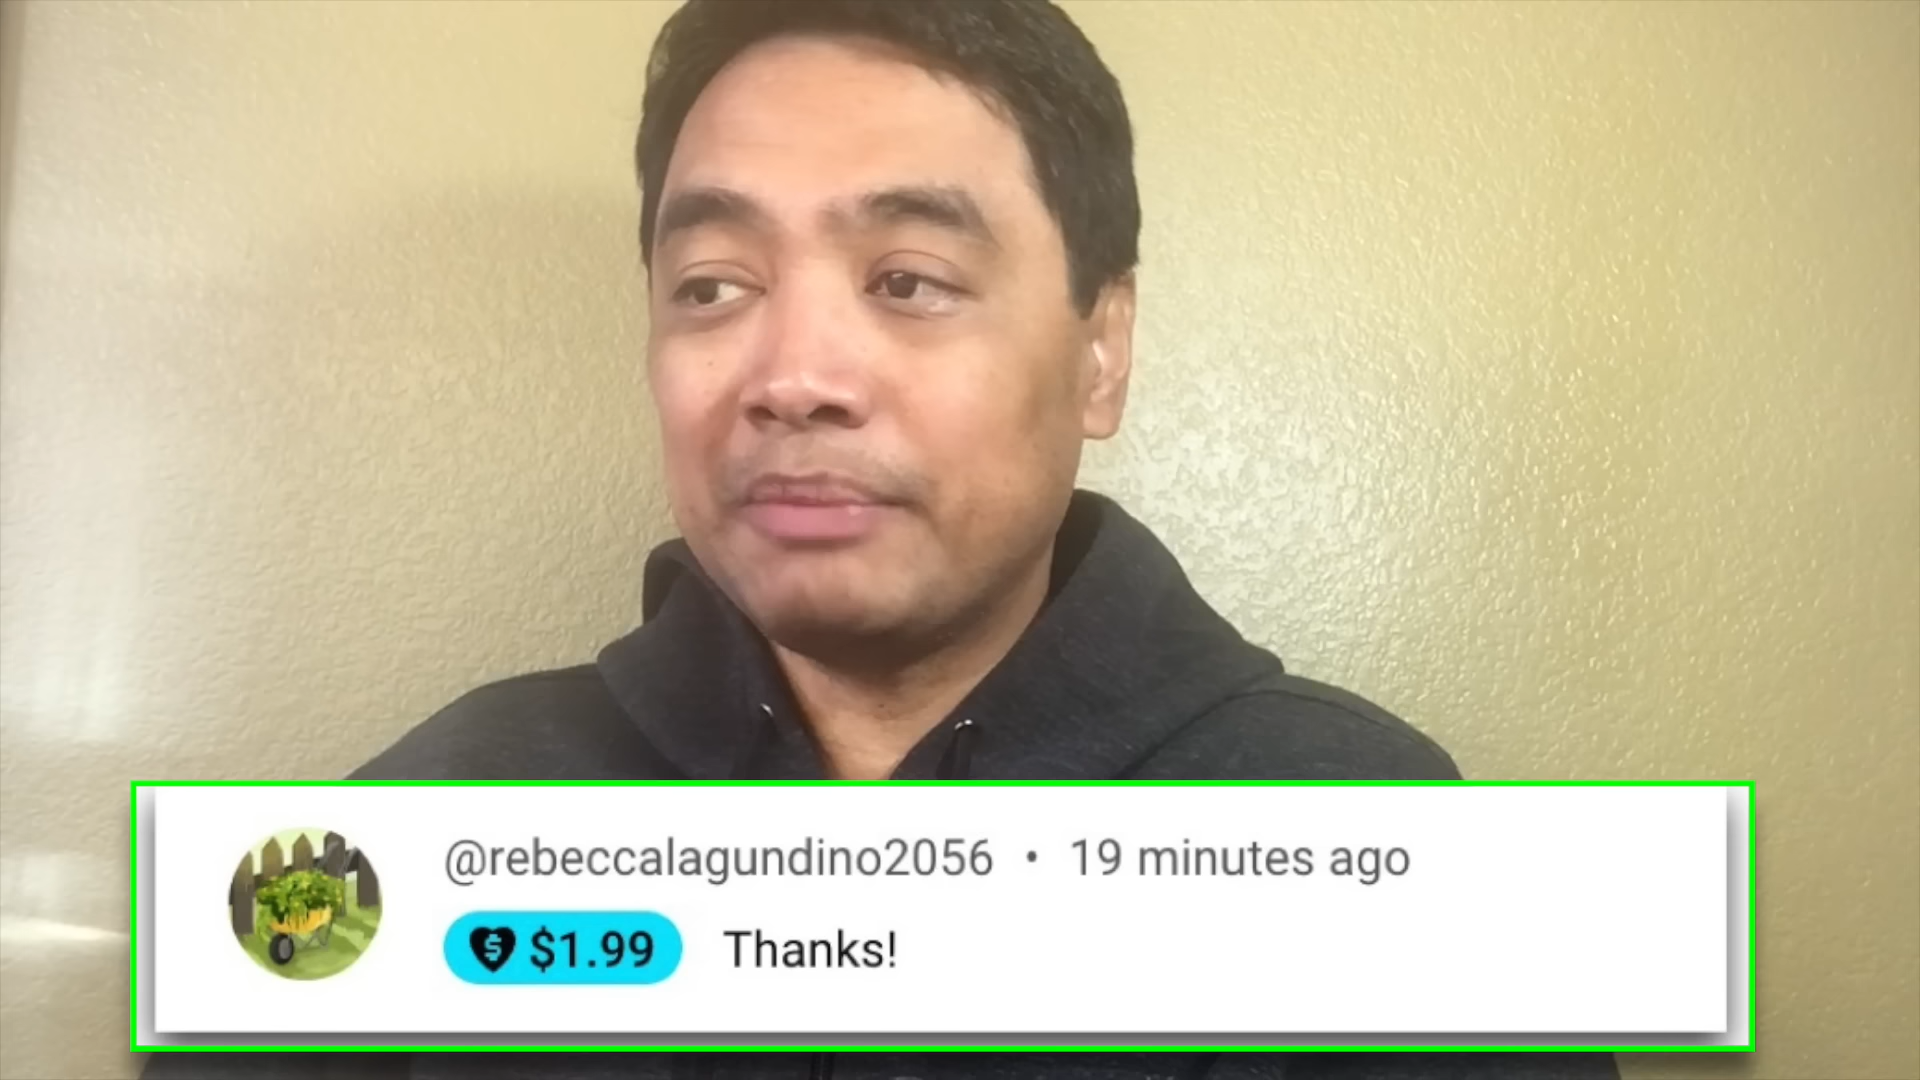 @rebeccalagundino2056 • 19 minutes ago
$1.99 Thanks!